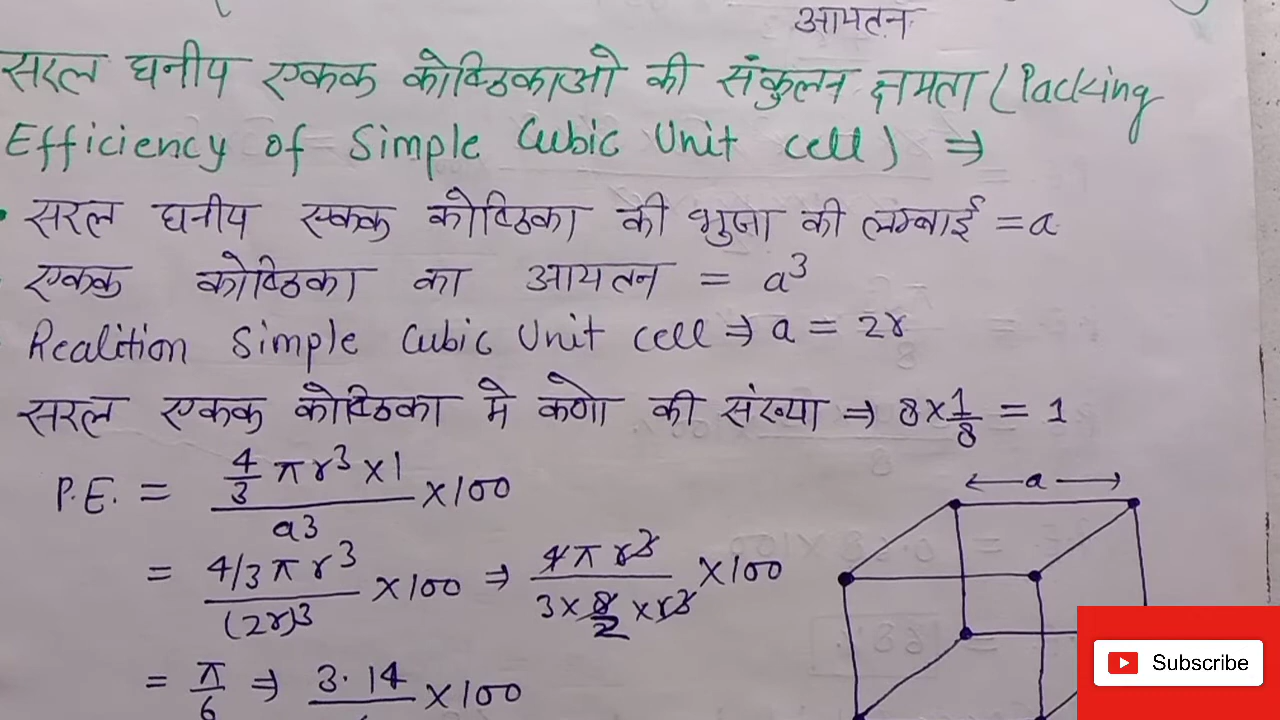 आयतन
सरल घनीय एकक कोष्ठिकाओ की संकुलन क्षमता (Packing
Efficiency of Simple Cubic Unit cell) ⇒
• सरल घनीय एकक कोष्ठिका की भुजा की लम्बाई = a
एकक कोष्ठिका का आयतन = a³
Realition Simple Cubic Unit cell ⇒ a = 2r
सरल एकक कोष्ठिका मे कणो की संख्या ⇒ 8×1/8 = 1
P.E. = (4/3 πr³×1)/a³ ×100
= (4/3πr³)/(2r)³ ×100 ⇒ (4πr³)/(3×8×r³) ×100
2
= π/6 ⇒ 3.14 ×100
a
Subscribe